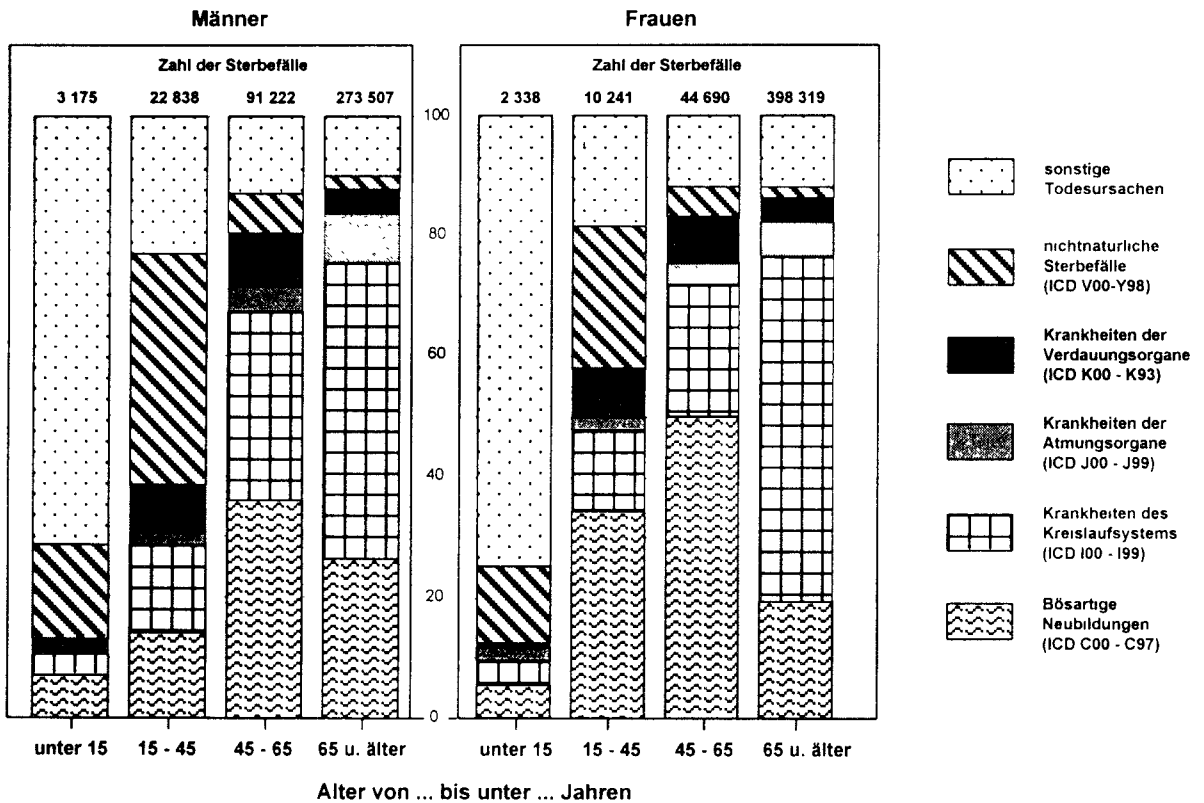 Männer
Frauen
Zahl der Sterbefälle
Zahl der Sterbefälle
3 175 22 838 91 222 273 507
2 338 10 241 44 690 398 319
100
80
60
40
20
0
unter 15 15 - 45 45 - 65 65 u. älter
unter 15 15 - 45 45 - 65 65 u. älter
Alter von ... bis unter ... Jahren
sonstige
Todesursachen
nichtnaturliche
Sterbefälle
(ICD V00-Y98)
Krankheiten der
Verdauungsorgane
(ICD K00 - K93)
Krankheiten der
Atmungsorgane
(ICD J00 - J99)
Krankheiten des
Kreislaufsystems
(ICD I00 - I99)
Bösartige
Neubildungen
(ICD C00 - C97)